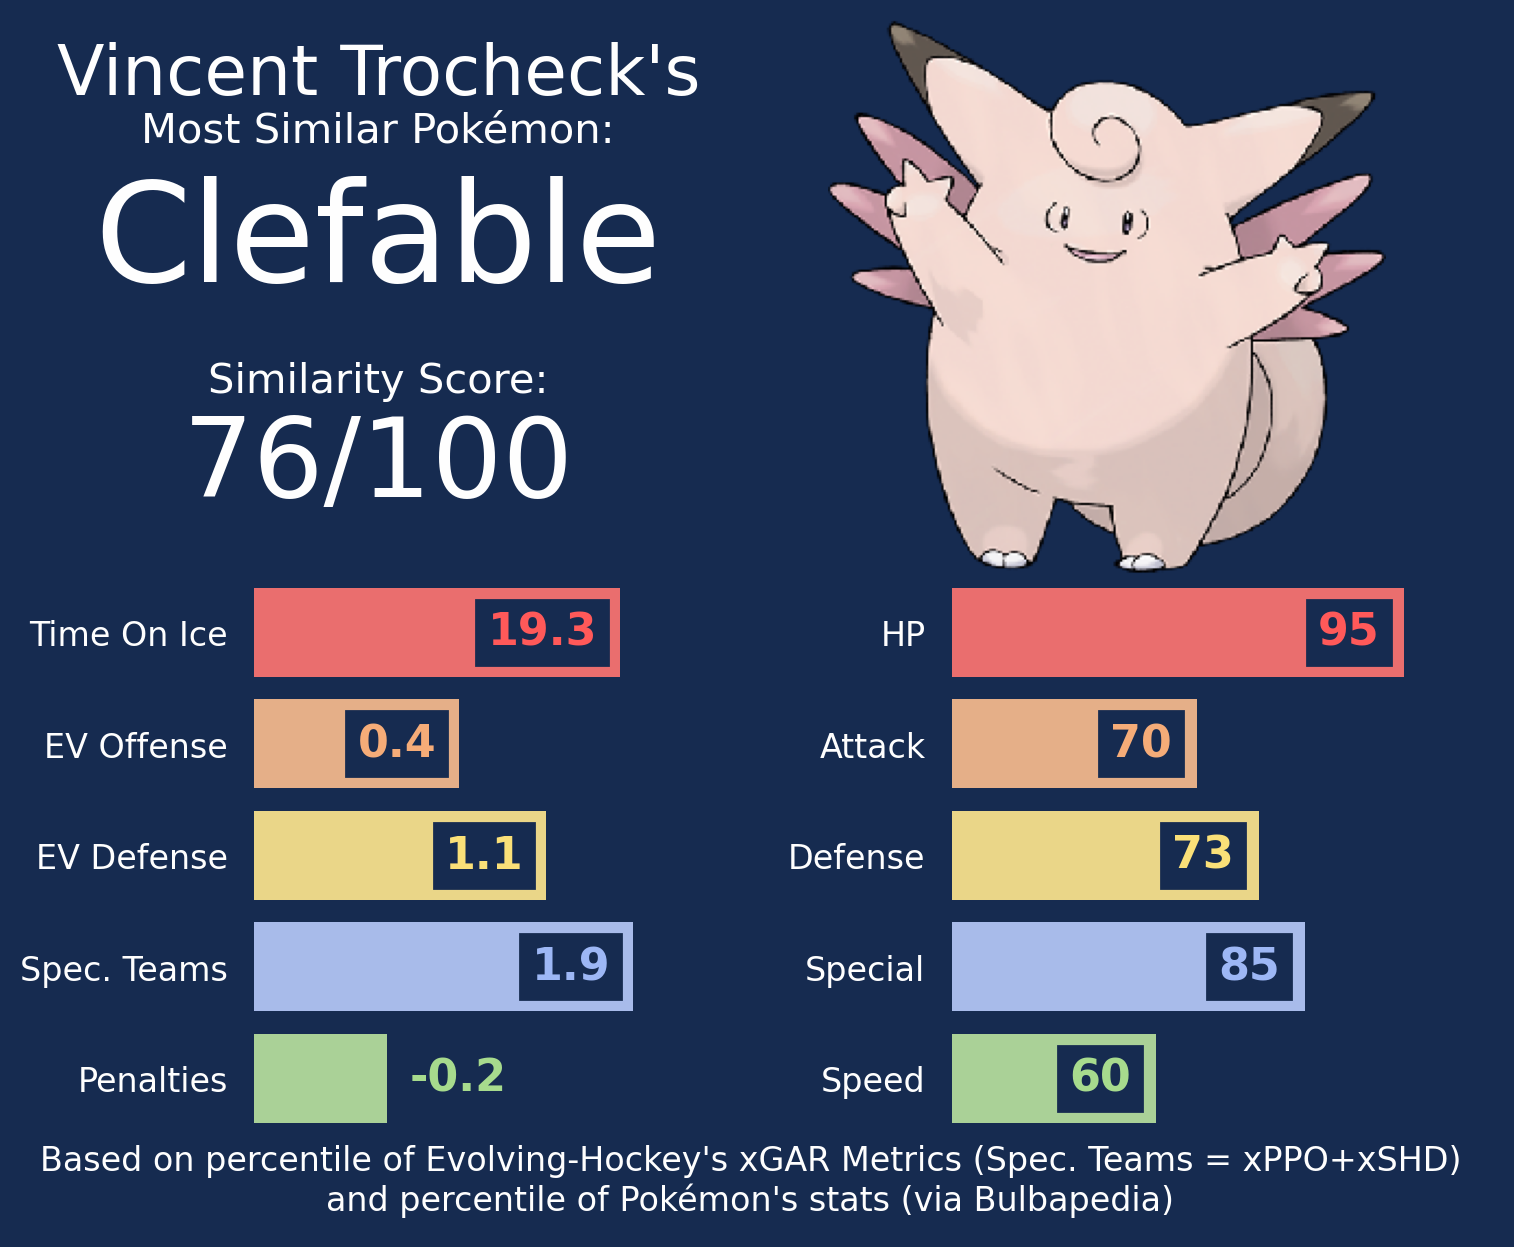 Vincent Trocheck's
Most Similar Pokémon:
Clefable
Similarity Score:
76/100
Time On Ice 19.3
EV Offense 0.4
EV Defense 1.1
Spec. Teams 1.9
Penalties -0.2
HP 95
Attack 70
Defense 73
Special 85
Speed 60
Based on percentile of Evolving-Hockey's xGAR Metrics (Spec. Teams = xPPO+xSHD)
and percentile of Pokémon's stats (via Bulbapedia)